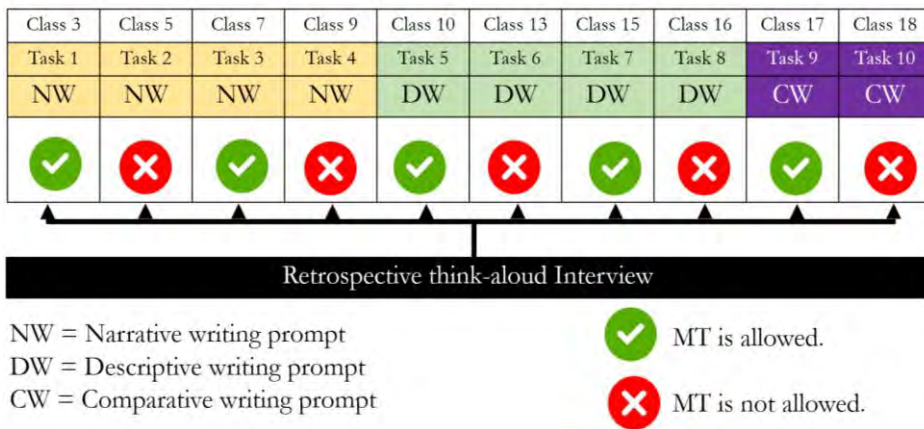 Class 3 Class 5 Class 7 Class 9 Class 10 Class 13 Class 15 Class 16 Class 17 Class 18
Task 1 Task 2 Task 3 Task 4 Task 5 Task 6 Task 7 Task 8 Task 9 Task 10
NW NW NW NW DW DW DW DW CW CW
Retrospective think-aloud Interview
NW = Narrative writing prompt
DW = Descriptive writing prompt
CW = Comparative writing prompt
MT is allowed.
MT is not allowed.